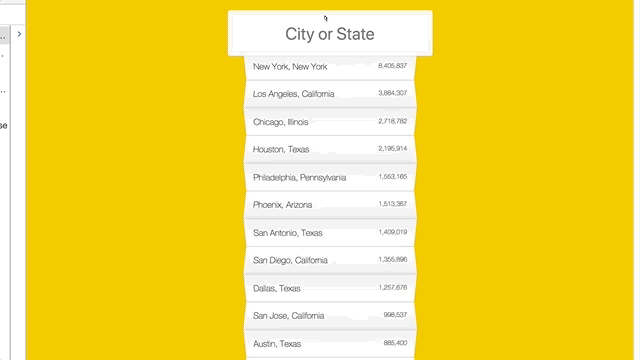 City or State
New York, New York 8,405,837
Los Angeles, California 3,884,307
Chicago, Illinois 2,718,782
Houston, Texas 2,195,914
Philadelphia, Pennsylvania 1,553,165
Phoenix, Arizona 1,513,367
San Antonio, Texas 1,409,019
San Diego, California 1,355,896
Dallas, Texas 1,257,676
San Jose, California 998,537
Austin, Texas 885,400